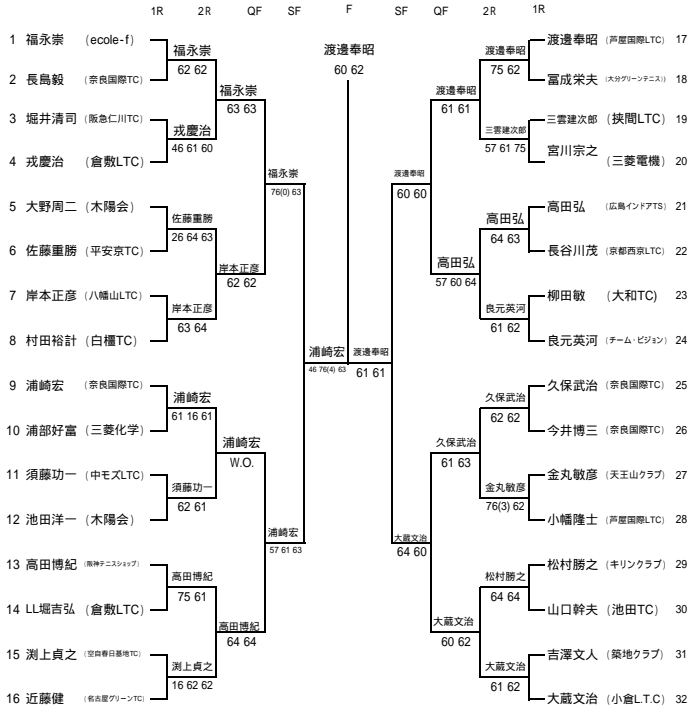 1R 2R QF SF F SF QF 2R 1R
1 福永崇 (ecole-f)
2 長島毅 (奈良国際TC)
3 堀井清司 (阪急仁川TC)
4 戎慶治 (倉敷LTC)
5 大野周二 (木陽会)
6 佐藤重勝 (平安京TC)
7 岸本正彦 (八幡山LTC)
8 村田裕計 (白橿TC)
9 浦崎宏 (奈良国際TC)
10 浦部好富 (三菱化学)
11 須藤功一 (中モズLTC)
12 池田洋一 (木陽会)
13 高田博紀 (阪神テニスショップ)
14 LL堀吉弘 (倉敷LTC)
15 渕上貞之 (空自春日基地TC)
16 近藤健 (名古屋グリーンTC)
福永崇
62 62
戎慶治
46 61 60
佐藤重勝
26 64 63
岸本正彦
63 64
浦崎宏
61 16 61
須藤功一
62 61
高田博紀
75 61
渕上貞之
16 62 62
福永崇
63 63
岸本正彦
62 62
浦崎宏
W.O.
高田博紀
64 64
福永崇
76(0) 63
浦崎宏
57 61 63
浦崎宏
46 76(4) 63
渡邊奉昭
60 62
渡邊奉昭
61 61
渡邊奉昭
60 60
大蔵文治
64 60
渡邊奉昭
61 61
高田弘
57 60 64
久保武治
61 63
大蔵文治
60 62
渡邊奉昭
75 62
三雲建次郎
57 61 75
高田弘
64 63
良元英河
61 62
久保武治
62 62
金丸敏彦
76(3) 62
松村勝之
64 64
大蔵文治
61 62
渡邊奉昭 (芦屋国際LTC) 17
冨成栄夫 (大分グリーンテニス)) 18
三雲建次郎 (挾間LTC) 19
宮川宗之 (三菱電機) 20
高田弘 (広島インドアTS) 21
長谷川茂 (京都西京LTC) 22
柳田敏 (大和TC) 23
良元英河 (チーム・ビジョン) 24
久保武治 (奈良国際TC) 25
今井博三 (奈良国際TC) 26
金丸敏彦 (天王山クラブ) 27
小幡隆士 (芦屋国際LTC) 28
松村勝之 (キリンクラブ) 29
山口幹夫 (池田TC) 30
吉澤文人 (築地クラブ) 31
大蔵文治 (小倉L.T.C) 32